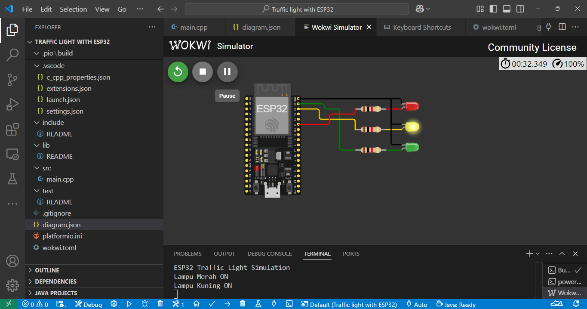 File Edit Selection View Go ··· Traffic light with ESP32
EXPLORER ···
main.cpp diagram.json Wokwi Simulator Keyboard Shortcuts wokwi.toml
TRAFFIC LIGHT WITH ESP32
.pio\build
.vscode
c_cpp_properties.json
extensions.json
launch.json
settings.json
include
README
lib
README
src
main.cpp
test
README
.gitignore
diagram.json
platformio.ini
wokwi.toml
OUTLINE
DEPENDENCIES
JAVA PROJECTS
WOKWI Simulator
Community License
00:32.349 100%
Pause
ESP32
PROBLEMS OUTPUT DEBUG CONSOLE TERMINAL PORTS
ESP32 Traffic Light Simulation
Lampu Merah ON
Lampu Kuning ON
Bu...
power...
Wokw...
0 0 Debug 1 Default (Traffic light with ESP32) Auto Java: Ready